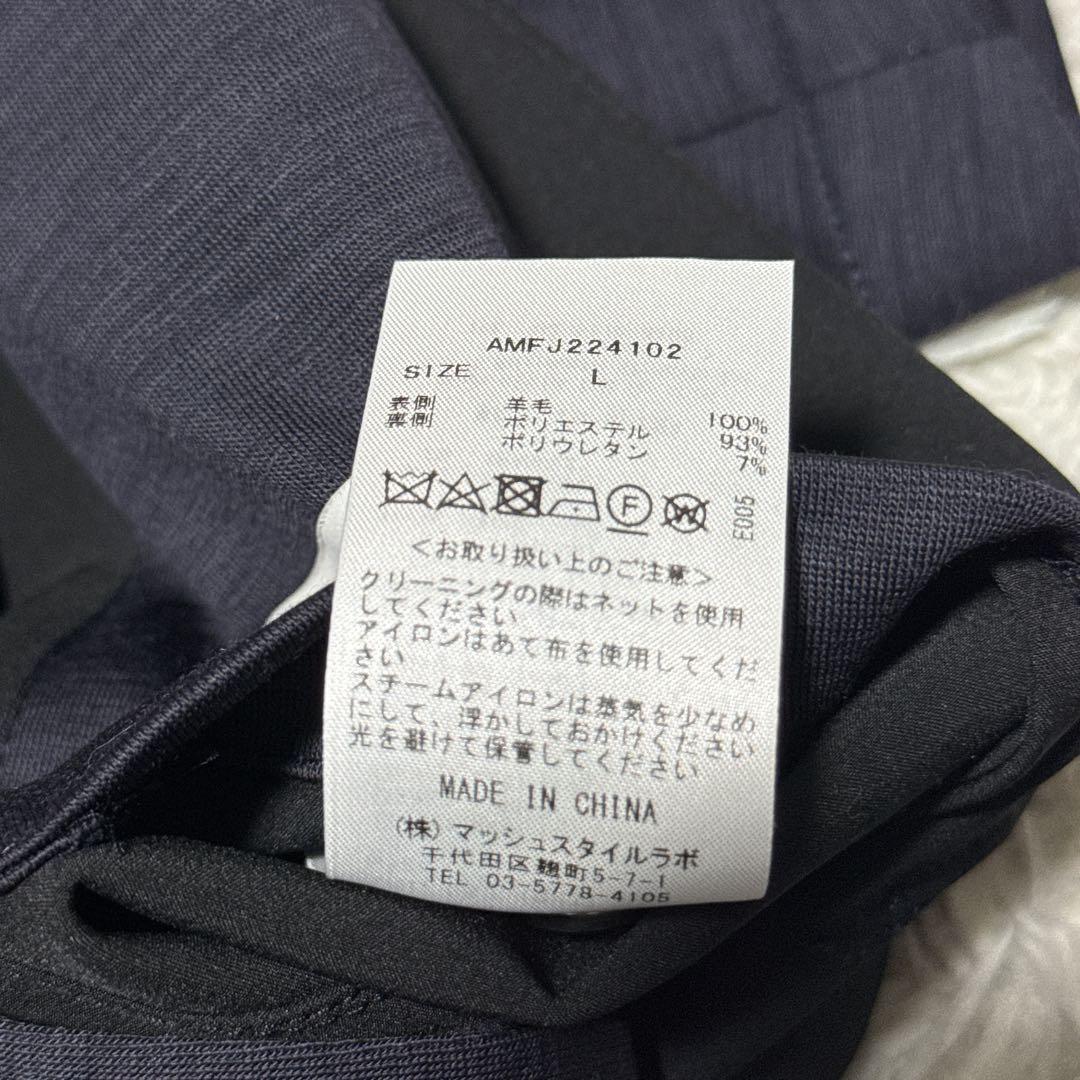 AMFJ224102
SIZE L
表側 羊毛 100%
裏側 ポリエステル 93%
ポリウレタン 7%
F W
E005
<お取り扱い上のご注意>
クリーニングの際はネットを使用
してください
アイロンはあて布を使用してくだ
さい
スチームアイロンは蒸気を少なめ
にして、浮かしておかけください
光を避けて保管してください
MADE IN CHINA
(株)マッシュスタイルラボ
千代田区麹町5-7-1
TEL 03-5778-4105